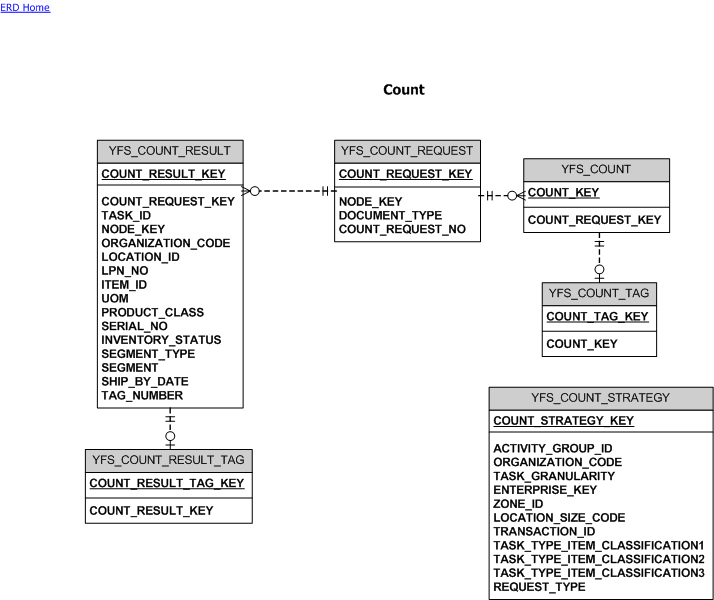 ERD Home
Count
YFS_COUNT_RESULT
COUNT_RESULT_KEY
COUNT_REQUEST_KEY
TASK_ID
NODE_KEY
ORGANIZATION_CODE
LOCATION_ID
LPN_NO
ITEM_ID
UOM
PRODUCT_CLASS
SERIAL_NO
INVENTORY_STATUS
SEGMENT_TYPE
SEGMENT
SHIP_BY_DATE
TAG_NUMBER
YFS_COUNT_REQUEST
COUNT_REQUEST_KEY
NODE_KEY
DOCUMENT_TYPE
COUNT_REQUEST_NO
YFS_COUNT
COUNT_KEY
COUNT_REQUEST_KEY
YFS_COUNT_TAG
COUNT_TAG_KEY
COUNT_KEY
YFS_COUNT_RESULT_TAG
COUNT_RESULT_TAG_KEY
COUNT_RESULT_KEY
YFS_COUNT_STRATEGY
COUNT_STRATEGY_KEY
ACTIVITY_GROUP_ID
ORGANIZATION_CODE
TASK_GRANULARITY
ENTERPRISE_KEY
ZONE_ID
LOCATION_SIZE_CODE
TRANSACTION_ID
TASK_TYPE_ITEM_CLASSIFICATION1
TASK_TYPE_ITEM_CLASSIFICATION2
TASK_TYPE_ITEM_CLASSIFICATION3
REQUEST_TYPE